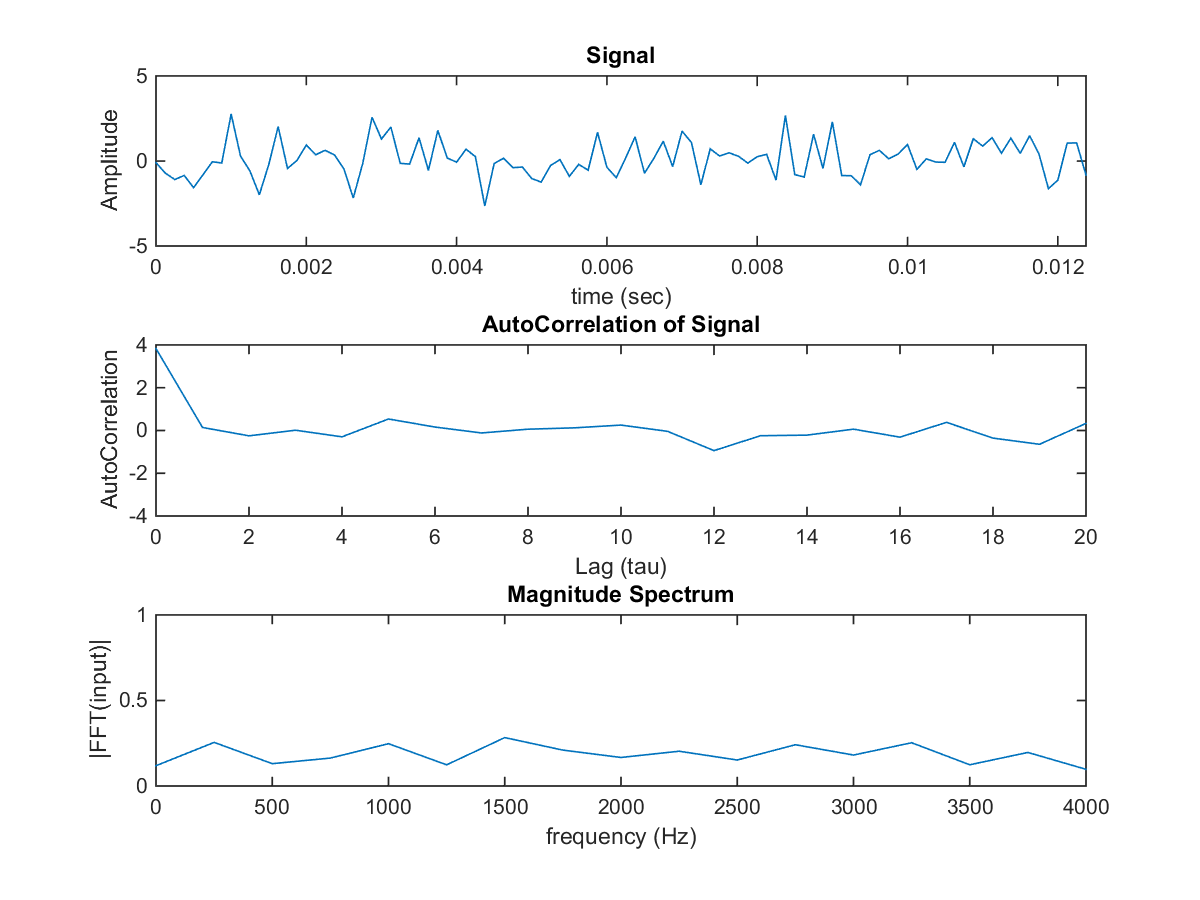 Signal
5
0
-5
Amplitude
0 0.002 0.004 0.006 0.008 0.01 0.012
time (sec)
AutoCorrelation of Signal
4
2
0
-2
-4
AutoCorrelation
0 2 4 6 8 10 12 14 16 18 20
Lag (tau)
Magnitude Spectrum
1
0.5
0
|FFT(input)|
0 500 1000 1500 2000 2500 3000 3500 4000
frequency (Hz)